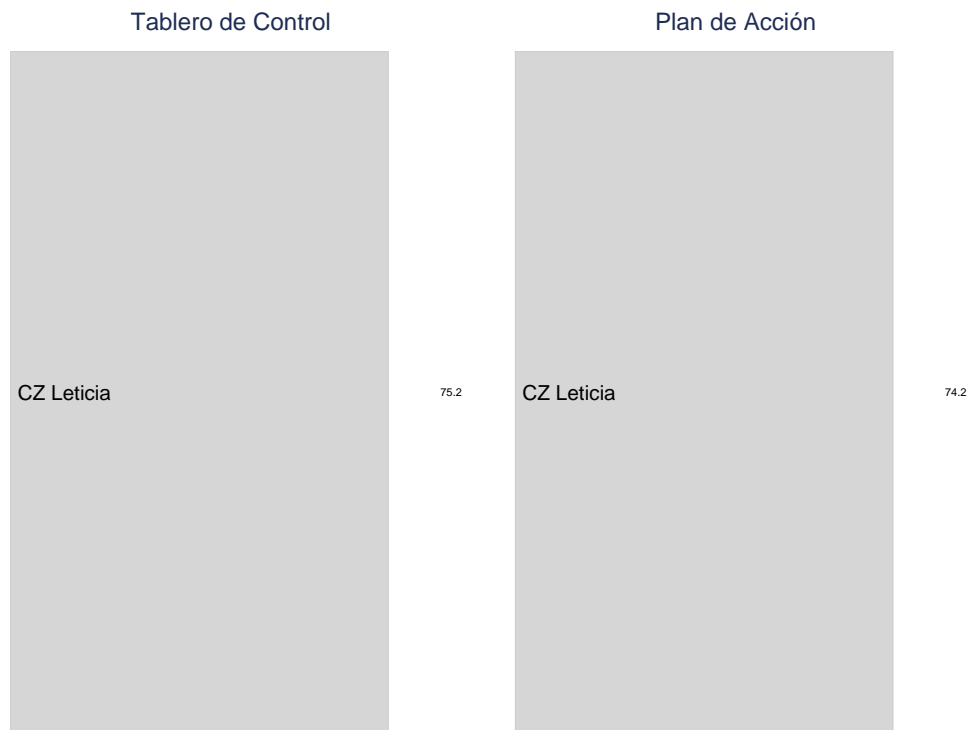 Tablero de Control
CZ Leticia 75.2
Plan de Acción
CZ Leticia 74.2